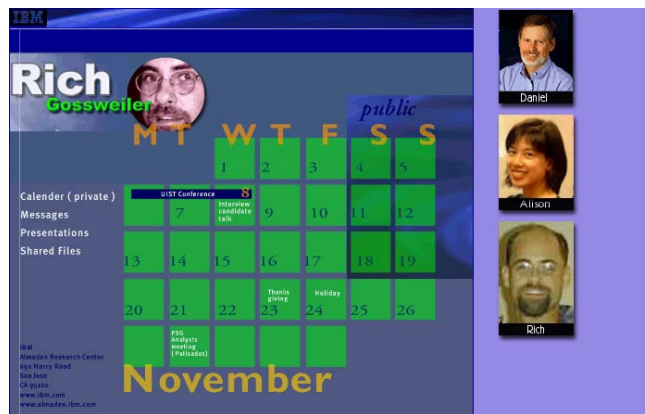 IBM
Rich
Gossweiler
public
M T W T F S S
1 2 3 4 5
UIST Conference 8
7
Interview
candidate
talk
9 10 11 12
13 14 15 16 17 18 19
Thanks
giving
Holiday
20 21 22 23 24 25 26
PSG
Analysts
meeting
(Palisades)
November
Calender ( private )
Messages
Presentations
Shared Files
IBM
Almaden Research Center
650 Harry Road
San Jose
CA 95120
www.ibm.com
www.almaden.ibm.com
Daniel
Alison
Rich